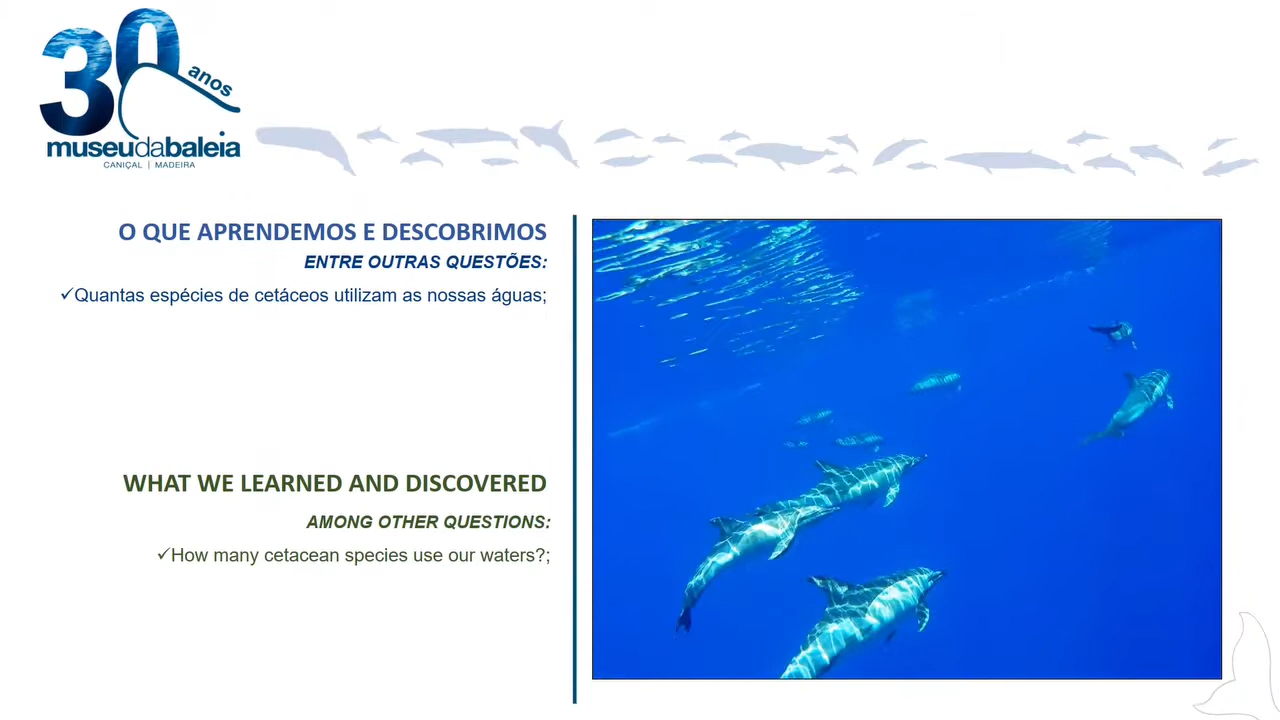 30 anos
museudabaleia
CANIÇAL | MADEIRA
O QUE APRENDEMOS E DESCOBRIMOS
ENTRE OUTRAS QUESTÕES:
✓Quantas espécies de cetáceos utilizam as nossas águas;
WHAT WE LEARNED AND DISCOVERED
AMONG OTHER QUESTIONS:
✓How many cetacean species use our waters?;